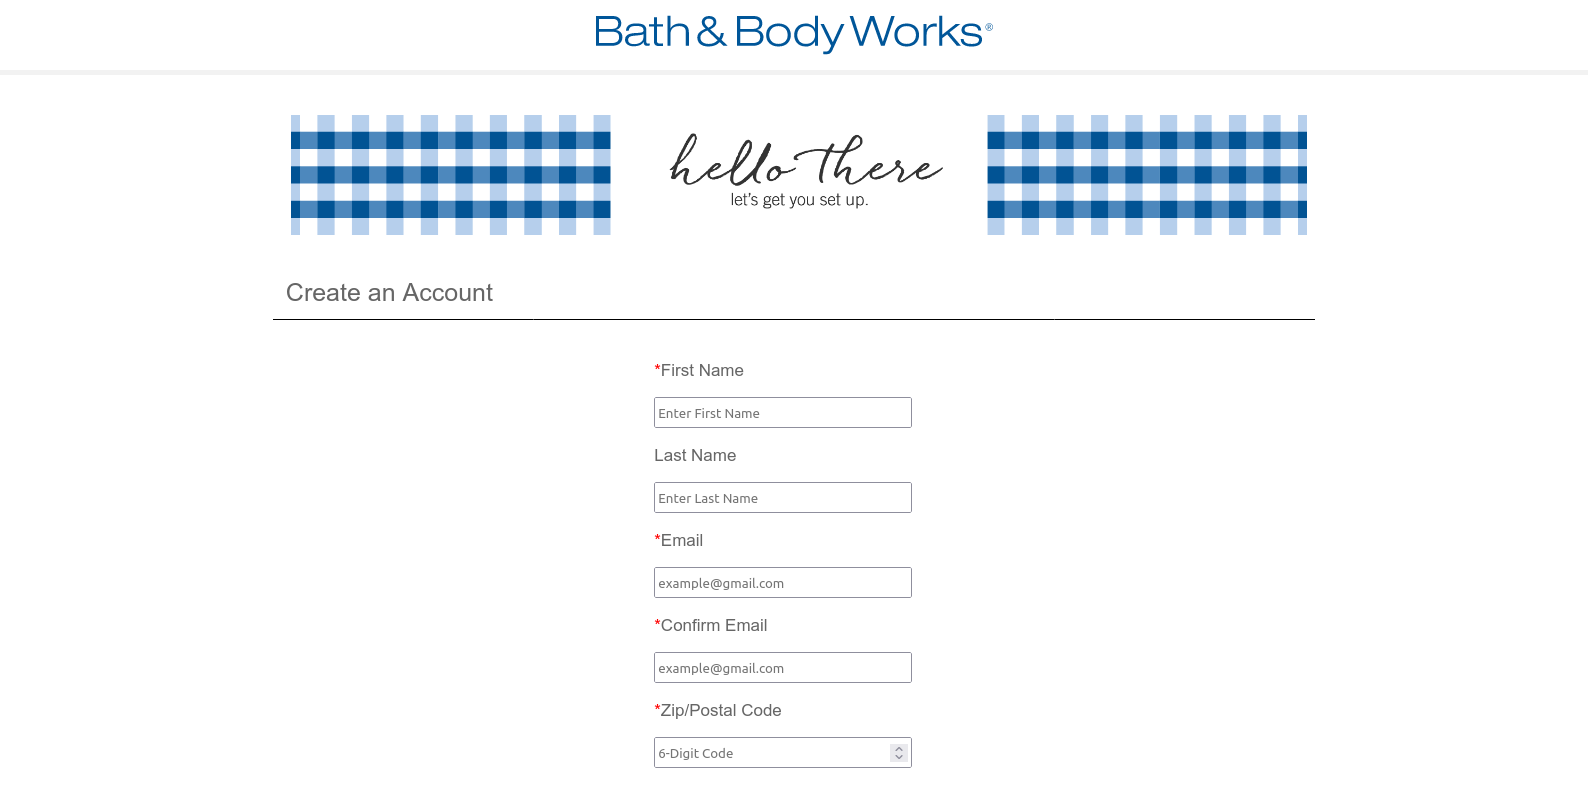 Bath & Body Works®
hello there
let's get you set up.
Create an Account
*First Name
Enter First Name
Last Name
Enter Last Name
*Email
example@gmail.com
*Confirm Email
example@gmail.com
*Zip/Postal Code
6-Digit Code